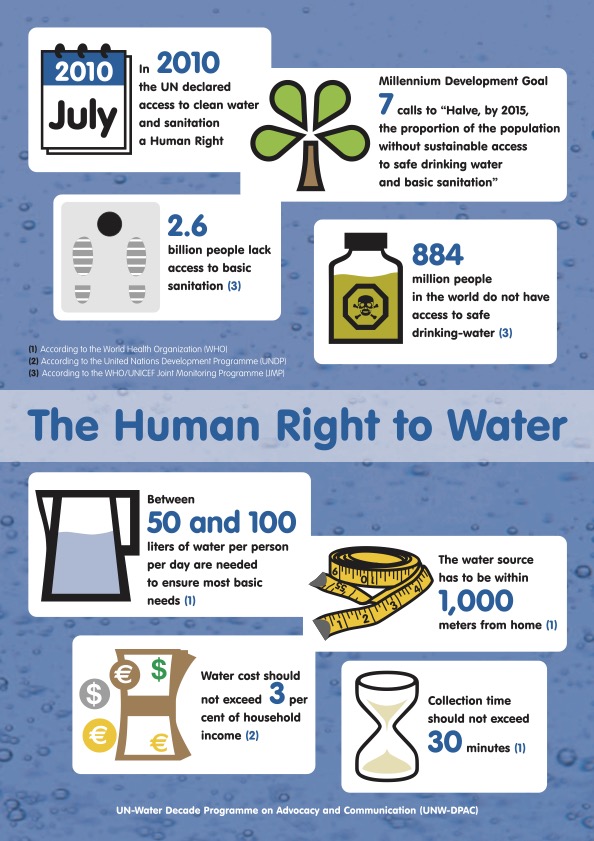 2010
July
In 2010
the UN declared
access to clean water
and sanitation
a Human Right
Millennium Development Goal
7 calls to “Halve, by 2015,
the proportion of the population
without sustainable access
to safe drinking water
and basic sanitation”
2.6
billion people lack
access to basic
sanitation (3)
884
million people
in the world do not have
access to safe
drinking-water (3)
(1) According to the World Health Organization (WHO)
(2) According to the United Nations Development Programme (UNDP)
(3) According to the WHO/UNICEF Joint Monitoring Programme (JMP)
The Human Right to Water
Between
50 and 100
liters of water per person
per day are needed
to ensure most basic
needs (1)
The water source
has to be within
1,000
meters from home (1)
Water cost should
not exceed 3 per
cent of household
income (2)
€ $
$
€
€
Collection time
should not exceed
30 minutes (1)
UN-Water Decade Programme on Advocacy and Communication (UNW-DPAC)